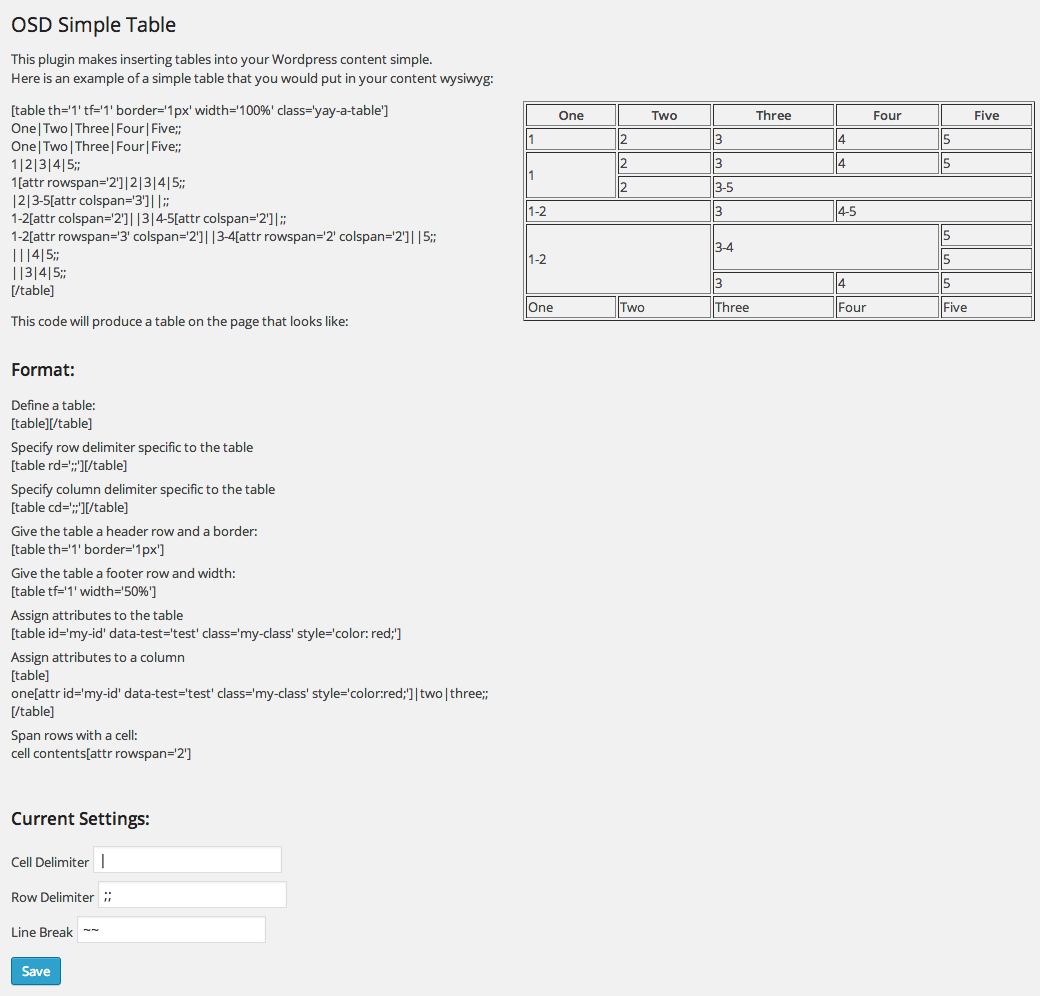 OSD Simple Table
This plugin makes inserting tables into your Wordpress content simple.
Here is an example of a simple table that you would put in your content wysiwyg:
[table th='1' tf='1' border='1px' width='100%' class='yay-a-table']
One|Two|Three|Four|Five;;
One|Two|Three|Four|Five;;
1|2|3|4|5;;
1[attr rowspan='2']|2|3|4|5;;
|2|3-5[attr colspan='3']||;;
1-2[attr colspan='2']||3|4-5[attr colspan='2']|;;
1-2[attr rowspan='3' colspan='2']||3-4[attr rowspan='2' colspan='2']||5;;
|||4|5;;
||3|4|5;;
[/table]
This code will produce a table on the page that looks like:
One Two Three Four Five
1 2 3 4 5
1 2 3 4 5
2 3-5
1-2 3 4-5
1-2 3-4 5
5
3 4 5
One Two Three Four Five
Format:
Define a table:
[table][/table]
Specify row delimiter specific to the table
[table rd=';;'][/table]
Specify column delimiter specific to the table
[table cd=';;'][/table]
Give the table a header row and a border:
[table th='1' border='1px']
Give the table a footer row and width:
[table tf='1' width='50%']
Assign attributes to the table
[table id='my-id' data-test='test' class='my-class' style='color: red;']
Assign attributes to a column
[table]
one[attr id='my-id' data-test='test' class='my-class' style='color:red;']|two|three;;
[/table]
Span rows with a cell:
cell contents[attr rowspan='2']
Current Settings:
Cell Delimiter |
Row Delimiter ;;
Line Break ~~
Save